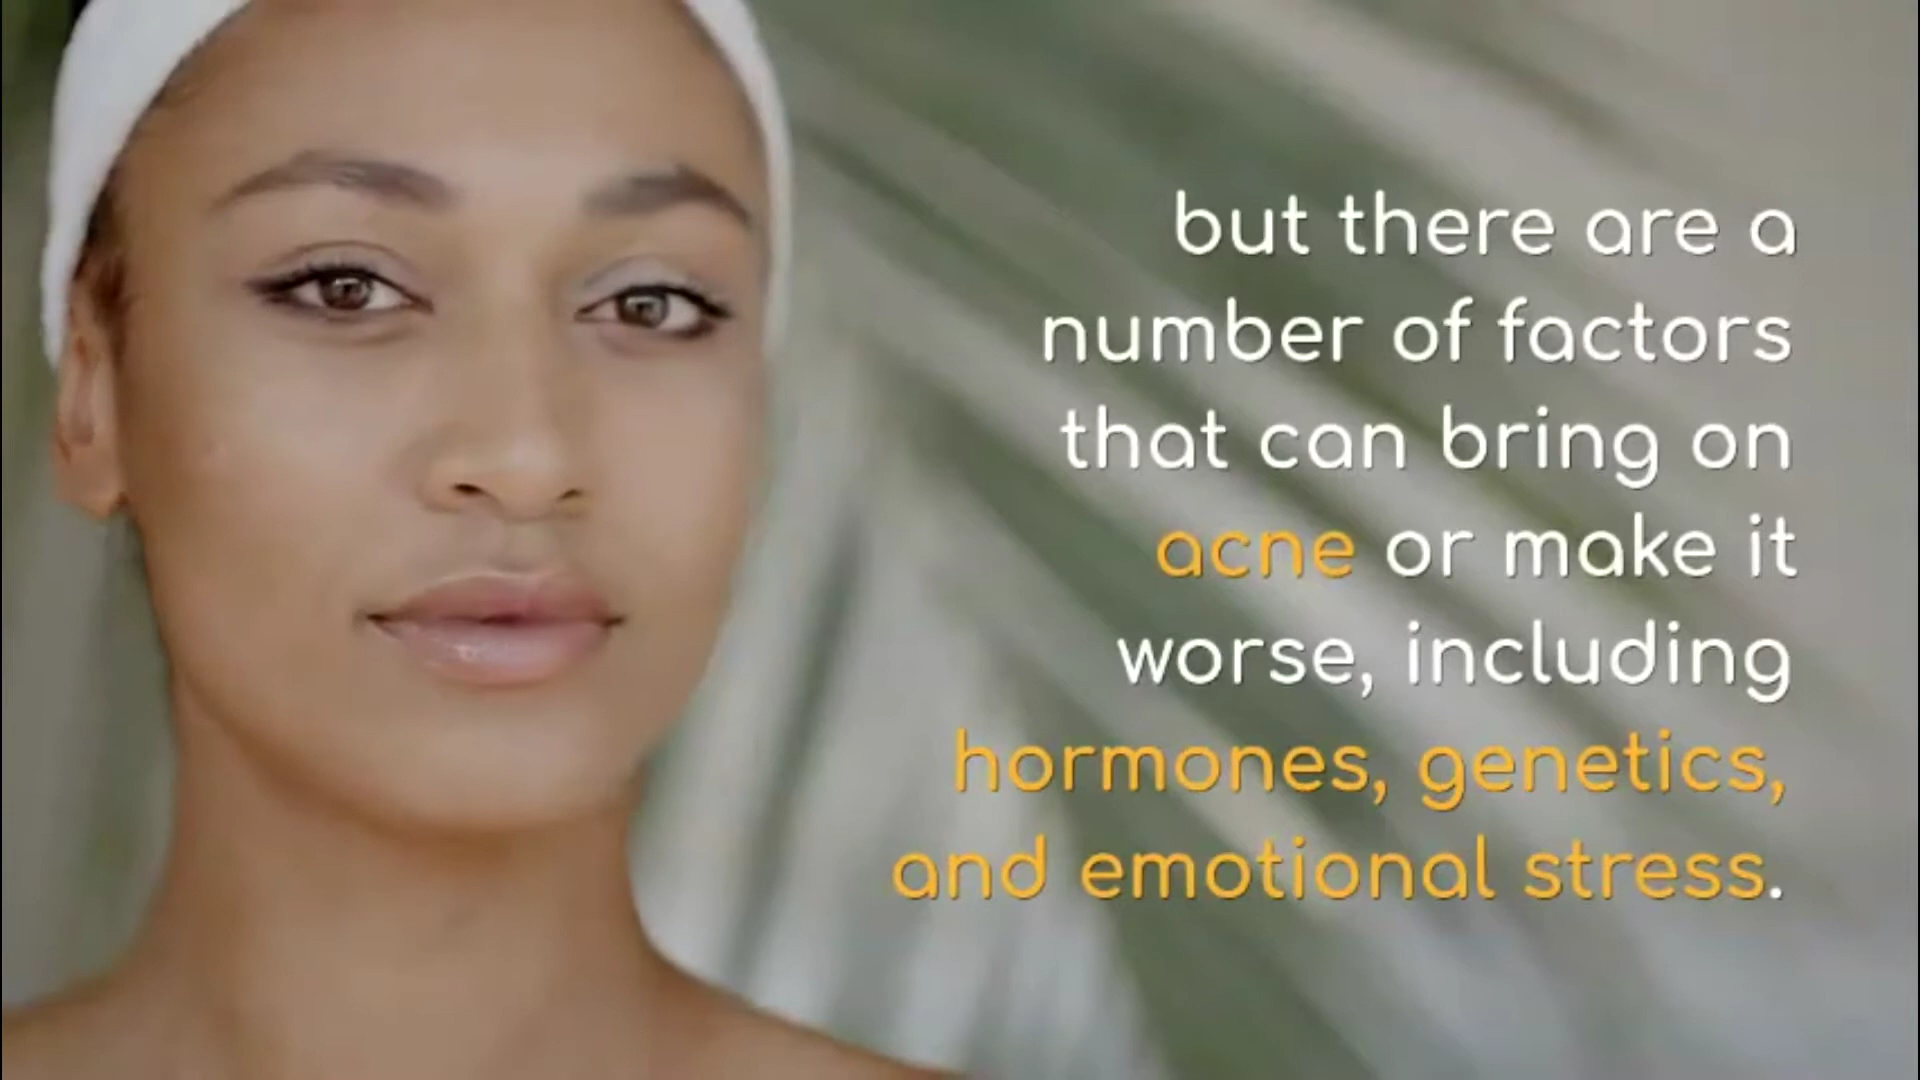 but there are a
number of factors
that can bring on
acne or make it
worse, including
hormones, genetics,
and emotional stress.